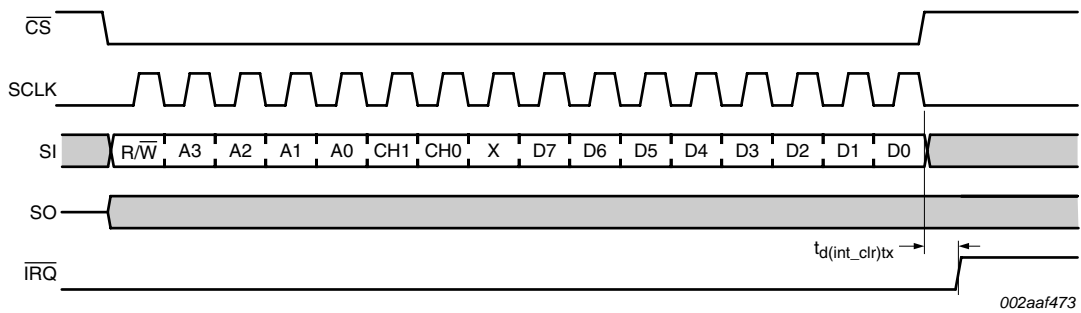 CS
SCLK
SI R/W A3 A2 A1 A0 CH1 CH0 X D7 D6 D5 D4 D3 D2 D1 D0
SO
td(int_clr)tx
IRQ
002aaf473